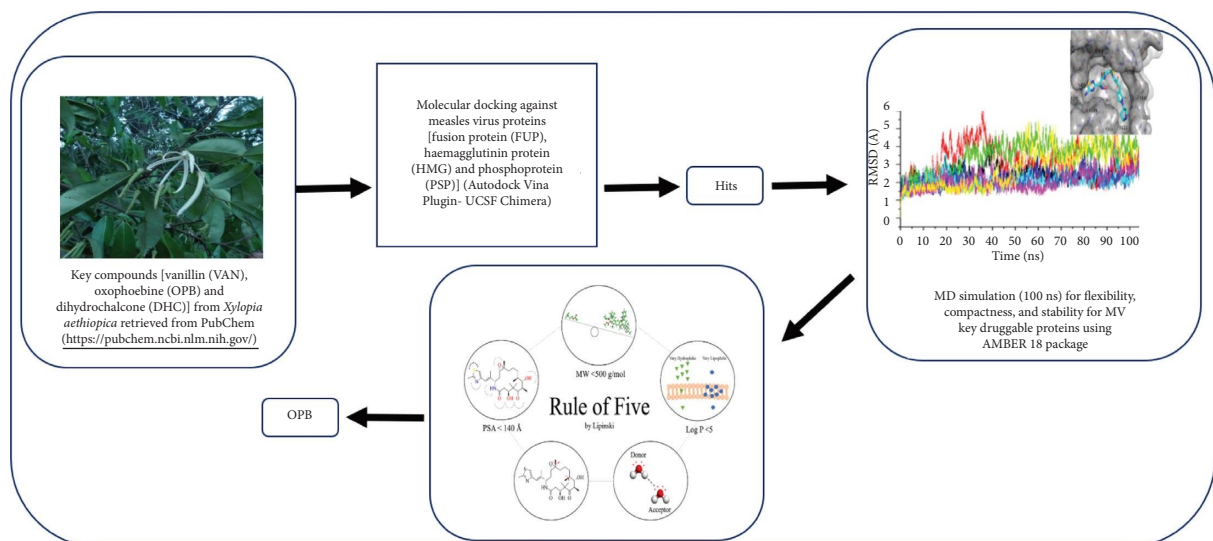 Key compounds [vanillin (VAN),
oxophoebine (OPB) and
dihydrochalcone (DHC)] from Xylopia
aethiopica retrieved from PubChem
(https://pubchem.ncbi.nlm.nih.gov/)
Molecular docking against
measles virus proteins
[fusion protein (FUP),
haemagglutinin protein
(HMG) and phosphoprotein
(PSP)] (Autodock Vina
Plugin- UCSF Chimera)
Hits
RMSD (A)
6
5
4
3
2
1
0
0 10 20 30 40 50 60 70 80 90 100
Time (ns)
MD simulation (100 ns) for flexibility,
compactness, and stability for MV
key druggable proteins using
AMBER 18 package
MW <500 g/mol
Very Hydrophilic Very Lipophilic
Log P <5
Donor
Acceptor
PSA < 140 Å
Rule of Five
by Lipinski
OPB